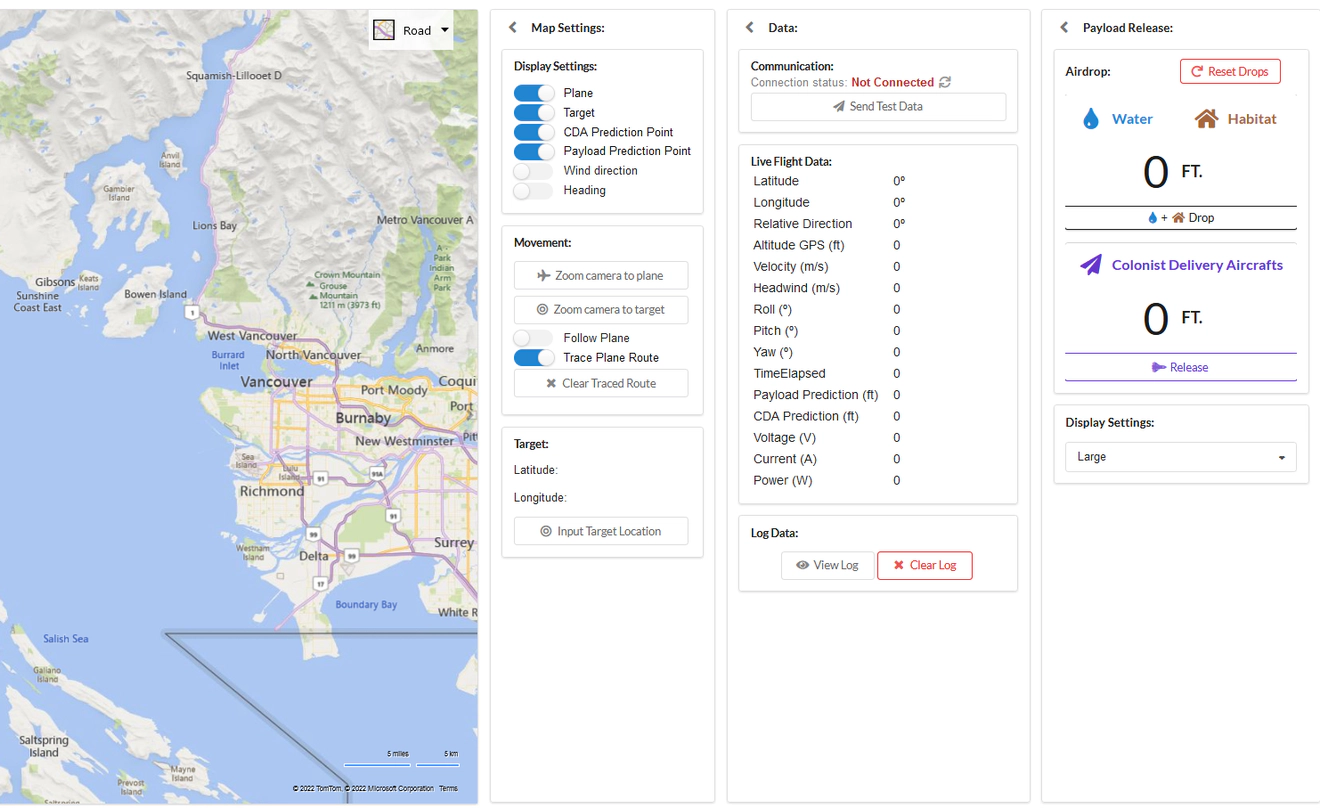 Road
Squamish-Lillooet D
Anvil
Island
Gambier
Island
Lions Bay
Metro Vancouver A
A
Park
Indian
Arm
Park
Gibsons
Keats
Island
Sunshine
Coast East
Bowen Island
Crown Mountain
Grouse
Mountain
1211 m (3973 ft)
1
West Vancouver
Burrard
Inlet
North Vancouver
Anmore
Vancouver
Coqui
Port Moody
Port
Burnaby
New Westminster
Pit
Sea
Island
Lulu
Island
91
91A
Richmond
91
99
Surrey
Westnam
Island
Delta
99
17
Boundary Bay
White R
Salish Sea
Galiano
Island
Saltspring
Island
Mayne
Island
Prevost
Island
Saturna
5 miles
5 km
© 2022 TomTom, © 2022 Microsoft Corporation Terms
Map Settings:
Display Settings:
Plane
Target
CDA Prediction Point
Payload Prediction Point
Wind direction
Heading
Movement:
Zoom camera to plane
Zoom camera to target
Follow Plane
Trace Plane Route
Clear Traced Route
Target:
Latitude:
Longitude:
Input Target Location
Data:
Communication:
Connection status: Not Connected
Send Test Data
Live Flight Data:
Latitude 0º
Longitude 0º
Relative Direction 0º
Altitude GPS (ft) 0
Velocity (m/s) 0
Headwind (m/s) 0
Roll (º) 0
Pitch (º) 0
Yaw (º) 0
TimeElapsed 0
Payload Prediction (ft) 0
CDA Prediction (ft) 0
Voltage (V) 0
Current (A) 0
Power (W) 0
Log Data:
View Log
Clear Log
Payload Release:
Airdrop:
Reset Drops
Water
Habitat
0 FT.
+ Drop
Colonist Delivery Aircrafts
0 FT.
Release
Display Settings:
Large